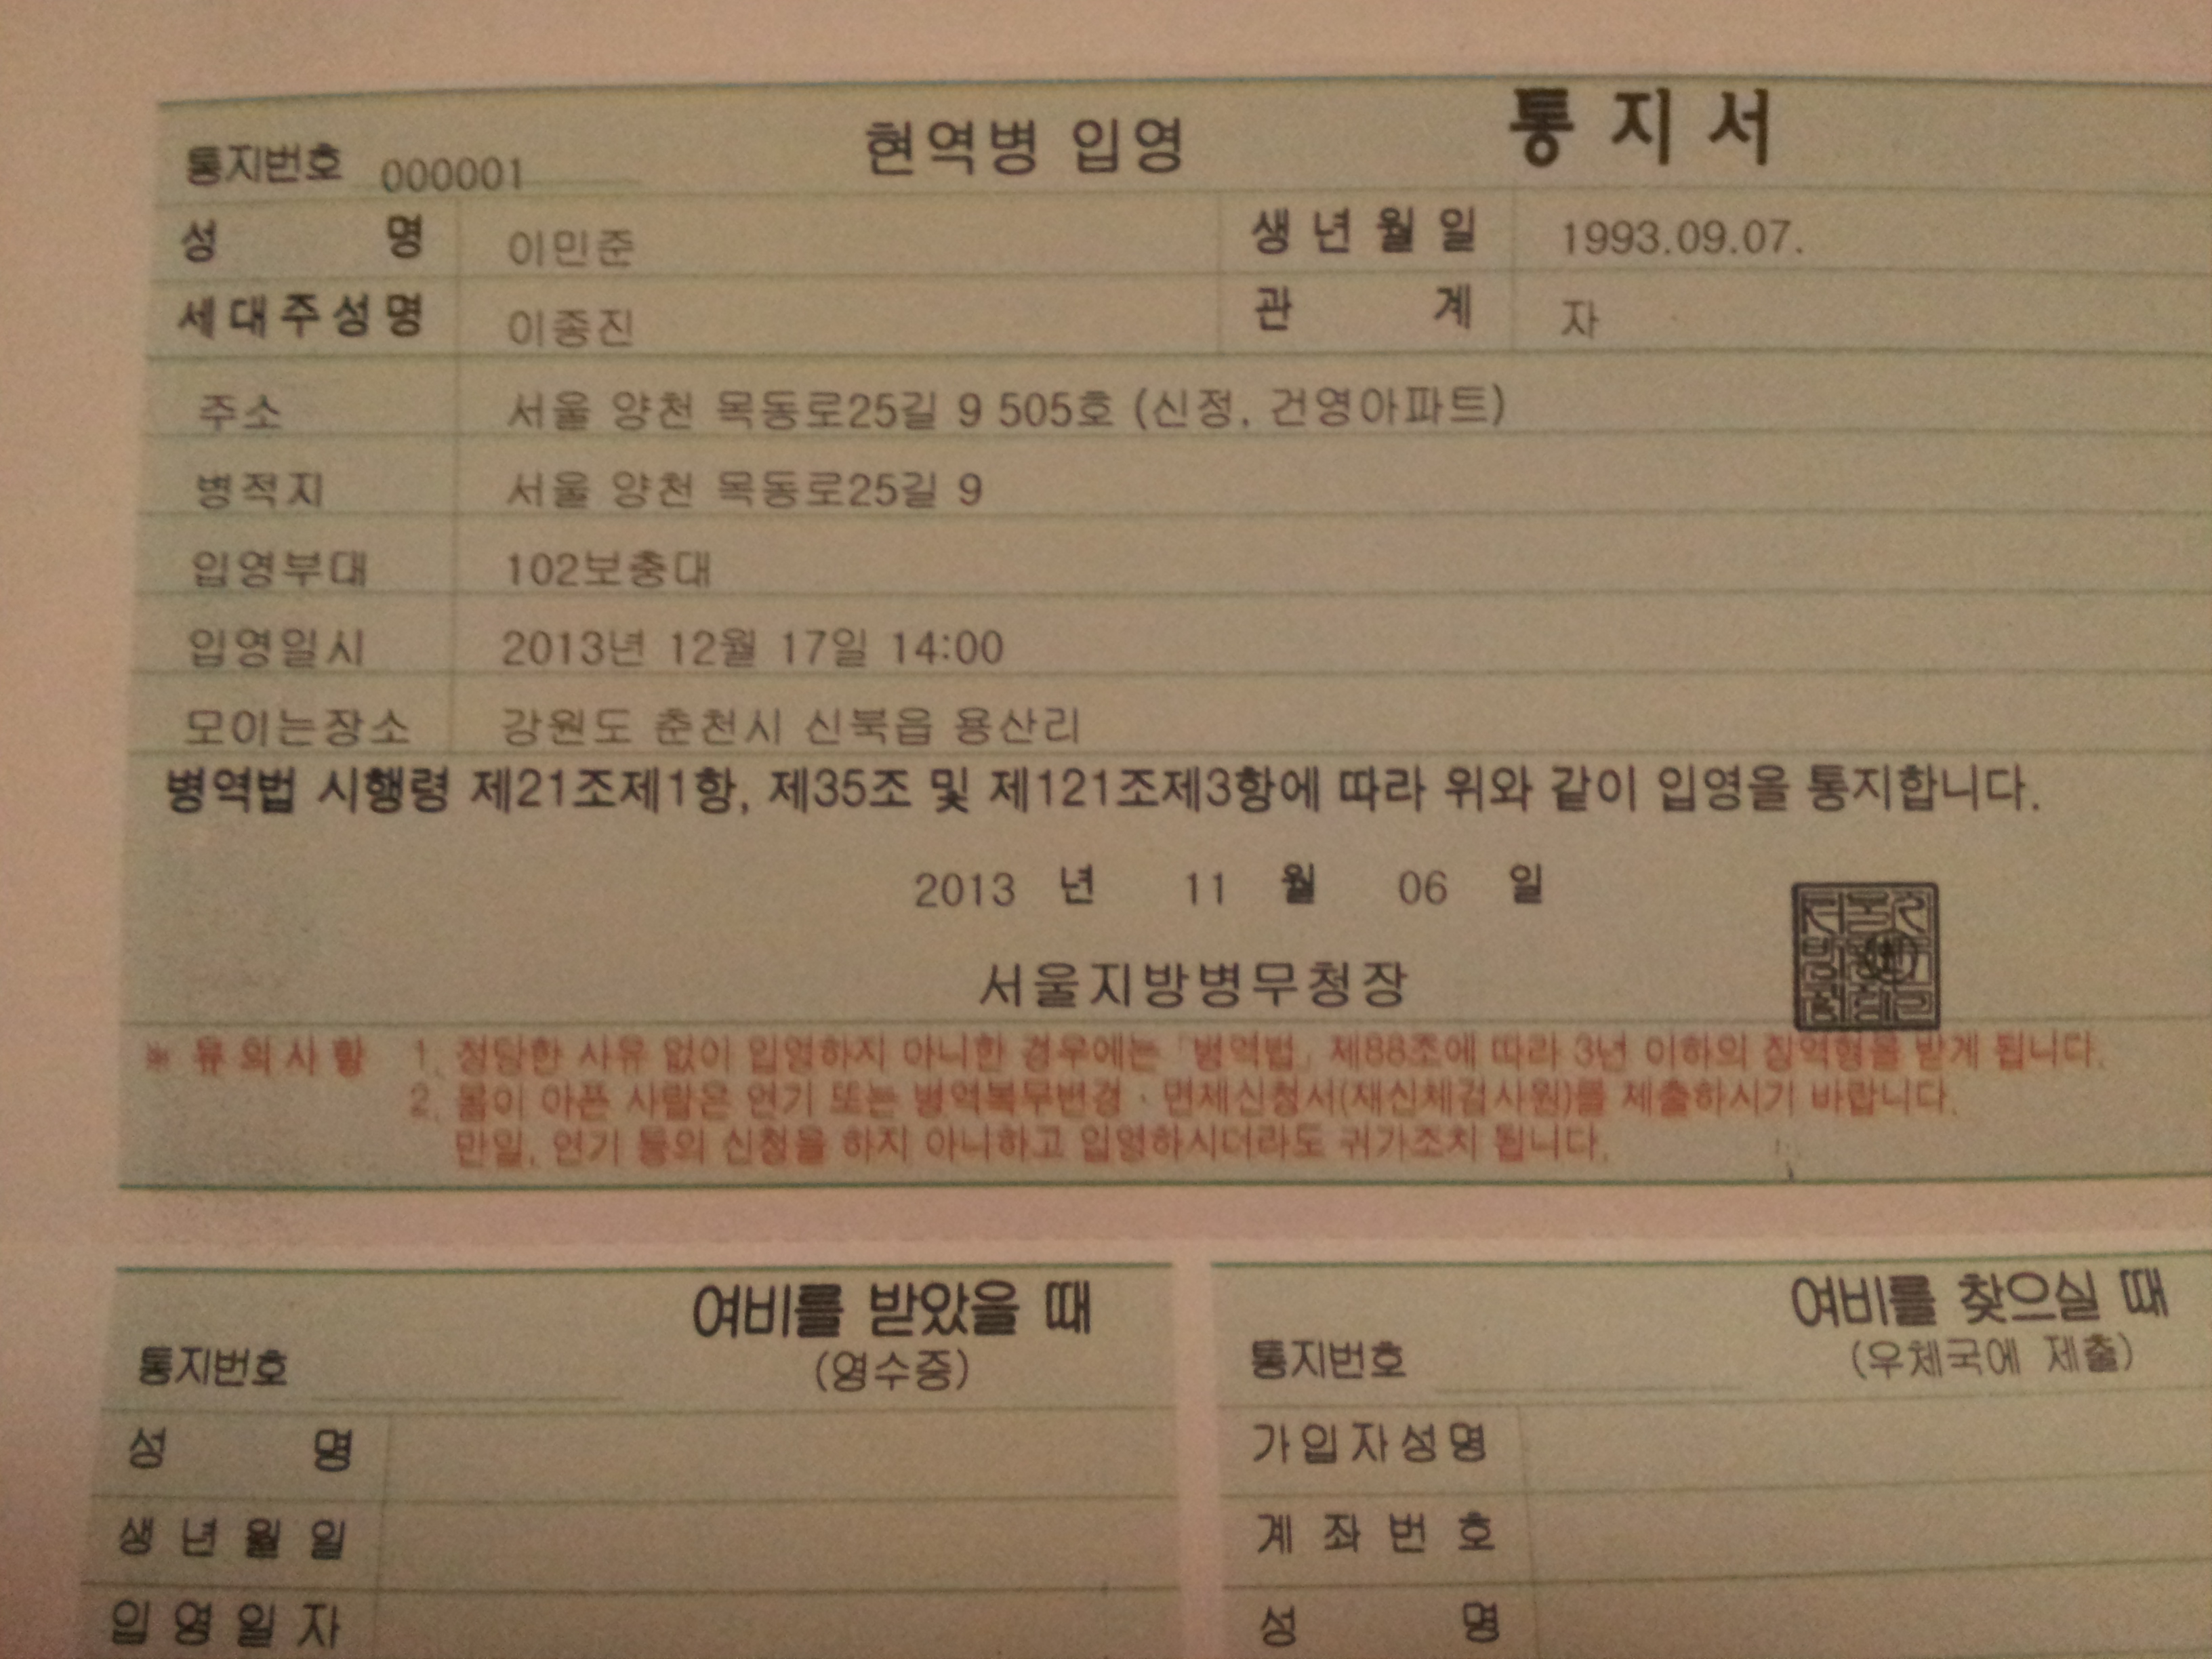 현역병 입영 통지서
통지번호 000001
성 명 이민준 생년월일 1993.09.07.
세대주성명 이종진 관 계 자
주소 서울 양천 목동로25길 9 505호 (신정, 건영아파트)
병적지 서울 양천 목동로25길 9
입영부대 102보충대
입영일시 2013년 12월 17일 14:00
모이는장소 강원도 춘천시 신북읍 용산리
병역법 시행령 제21조제1항, 제35조 및 제121조제3항에 따라 위와 같이 입영을 통지합니다.
2013 년 11 월 06 일
서울지방병무청장
※ 유의사항 1. 정당한 사유 없이 입영하지 아니한 경우에는 「병역법」 제88조에 따라 3년 이하의 징역형을 받게 됩니다.
2. 몸이 아픈 사람은 연기 또는 병역복무변경·면제신청서(재신체검사원)를 제출하시기 바랍니다.
만일, 연기 등의 신청을 하지 아니하고 입영하시더라도 귀가조치 됩니다.
여비를 받았을 때
(영수증)
통지번호
성 명
생년월일
입영일자
여비를 찾으실 때
(우체국에 제출)
통지번호
가입자성명
계좌번호
성 명